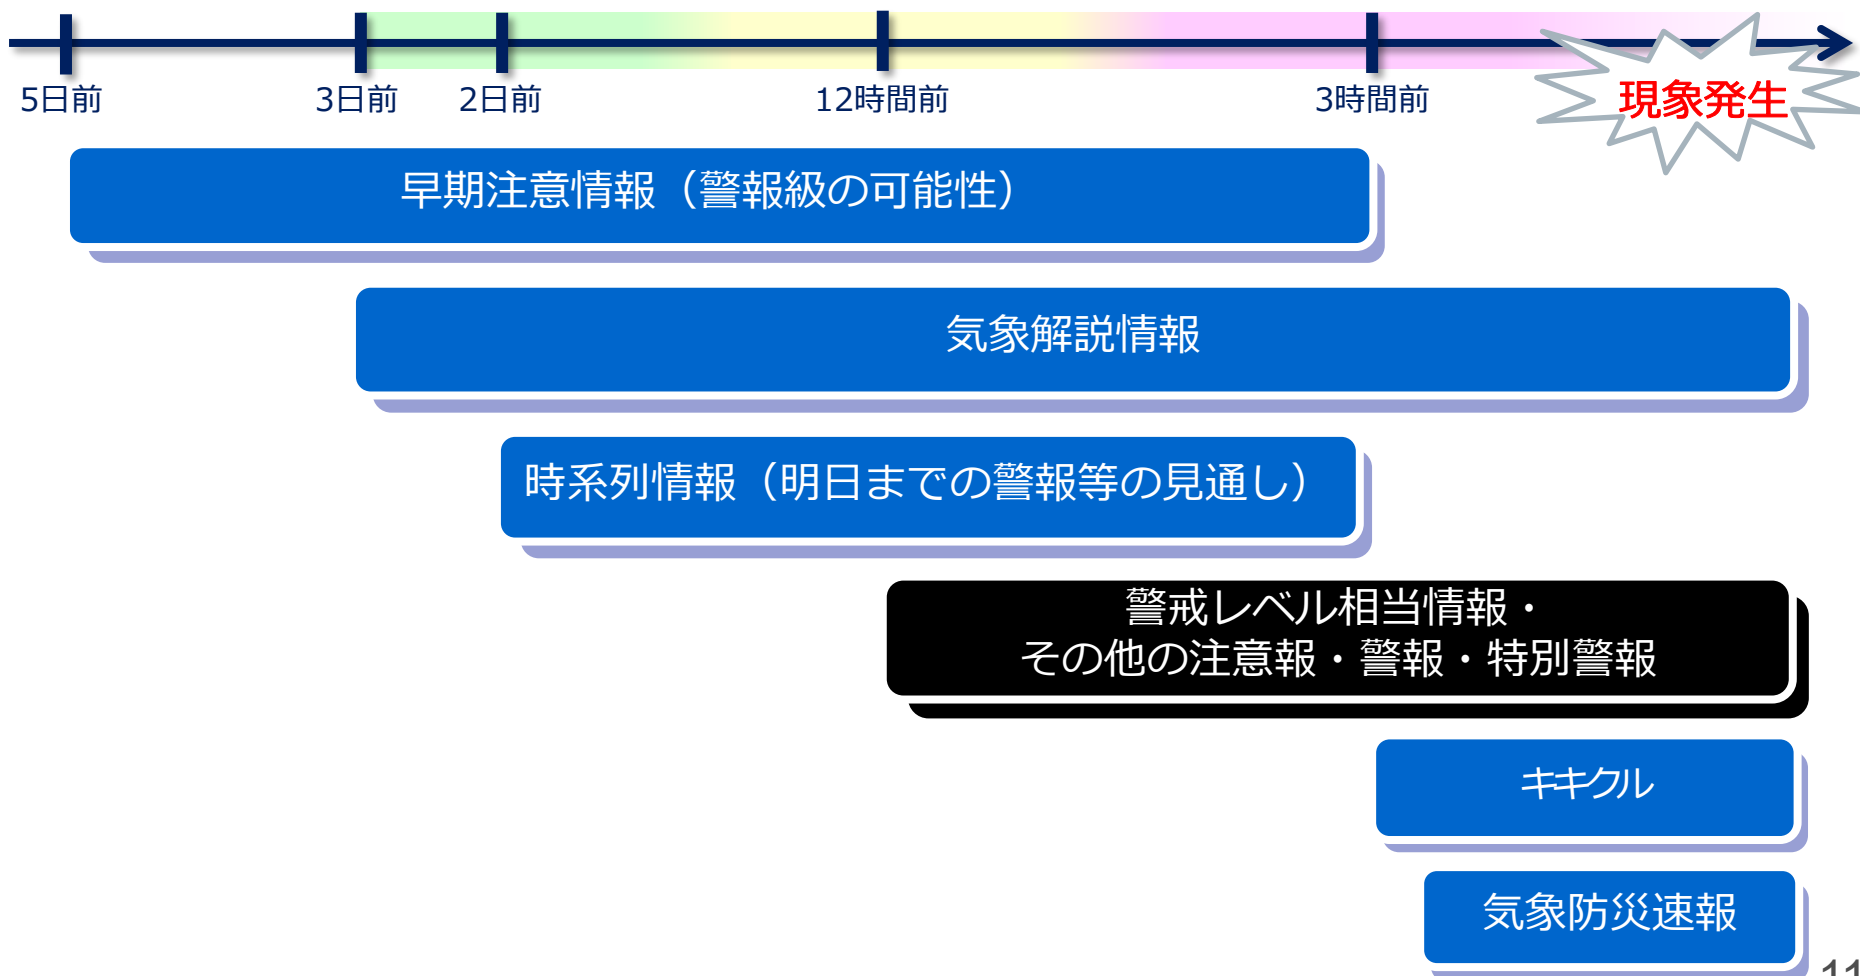 5日前
3日前
2日前
12時間前
3時間前
現象発生
早期注意情報（警報級の可能性）
気象解説情報
時系列情報（明日までの警報等の見通し）
警戒レベル相当情報・
その他の注意報・警報・特別警報
キキクル
気象防災速報
11